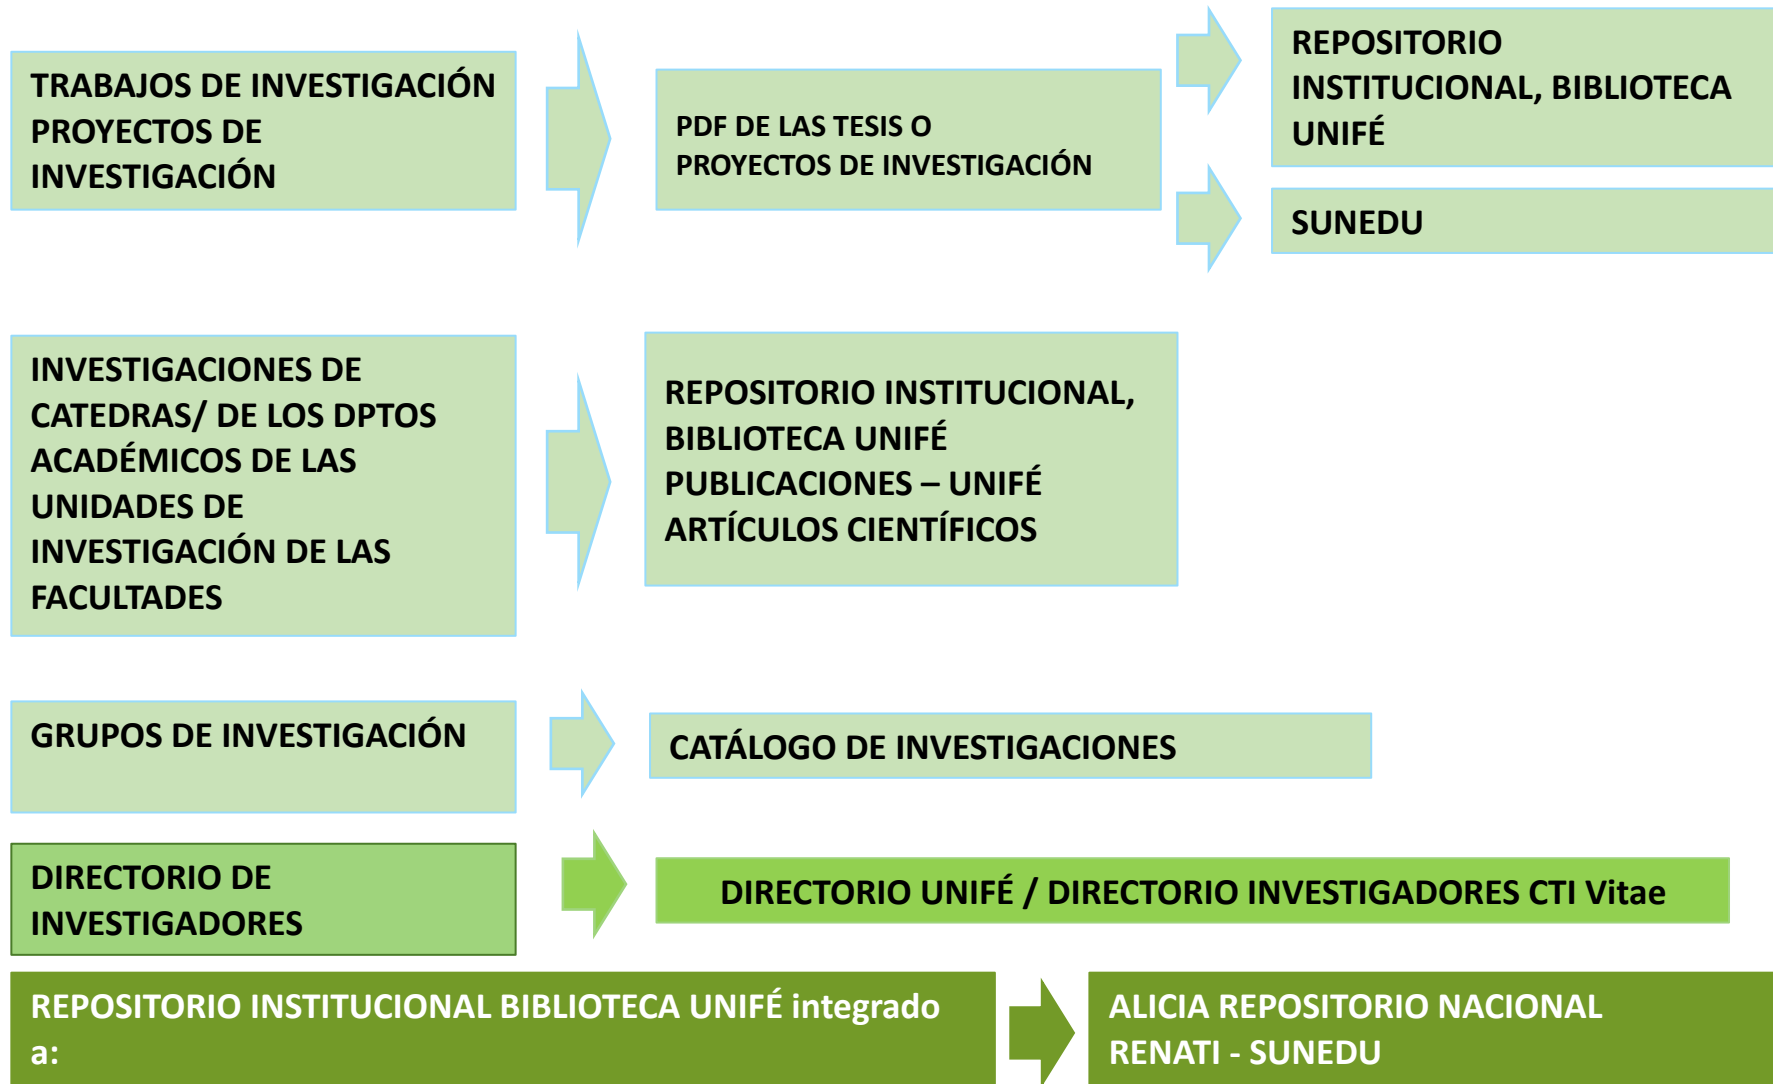 TRABAJOS DE INVESTIGACIÓN
PROYECTOS DE
INVESTIGACIÓN
PDF DE LAS TESIS O
PROYECTOS DE INVESTIGACIÓN
REPOSITORIO
INSTITUCIONAL, BIBLIOTECA
UNIFÉ
SUNEDU
INVESTIGACIONES DE
CATEDRAS/ DE LOS DPTOS
ACADÉMICOS DE LAS
UNIDADES DE
INVESTIGACIÓN DE LAS
FACULTADES
REPOSITORIO INSTITUCIONAL,
BIBLIOTECA UNIFÉ
PUBLICACIONES – UNIFÉ
ARTÍCULOS CIENTÍFICOS
GRUPOS DE INVESTIGACIÓN
CATÁLOGO DE INVESTIGACIONES
DIRECTORIO DE
INVESTIGADORES
DIRECTORIO UNIFÉ / DIRECTORIO INVESTIGADORES CTI Vitae
REPOSITORIO INSTITUCIONAL BIBLIOTECA UNIFÉ integrado
a:
ALICIA REPOSITORIO NACIONAL
RENATI - SUNEDU